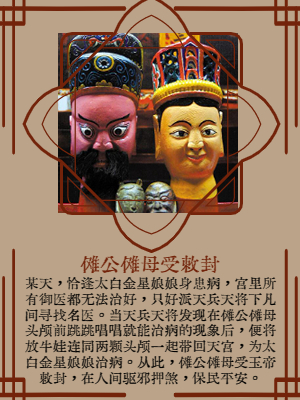 傩公傩母受敕封
某天，恰逢太白金星娘娘身患病，宫里所
有御医都无法治好，只好派天兵天将下凡
间寻找名医。当天兵天将发现在傩公傩母
头颅前跳跳唱唱就能治病的现象后，便将
放牛娃连同两颗头颅一起带回天宫，为太
白金星娘娘治病。从此，傩公傩母受玉帝
敕封，在人间驱邪押煞，保民平安。